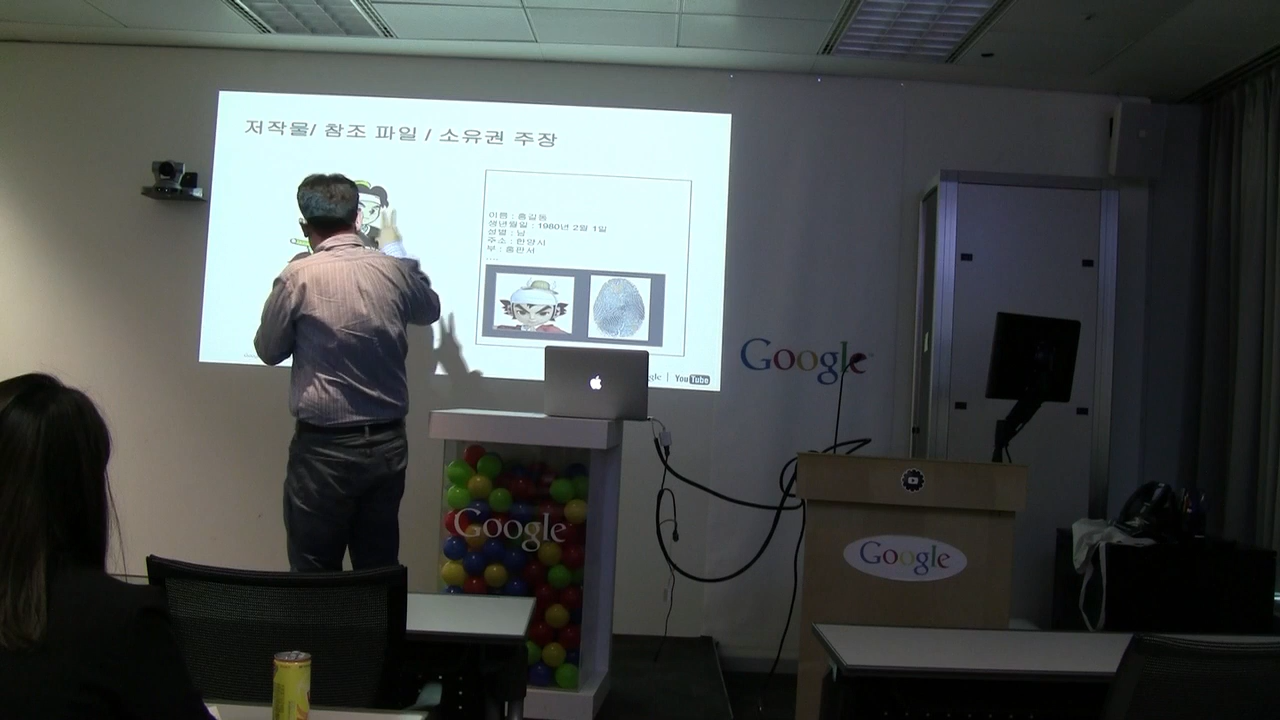 저작물/ 참조 파일 / 소유권 주장
이름 : 홍길동
생년월일 : 1960년 2월 1일
성별 : 남
주소 : 한양시
부 : 홍판서
....
gle | YouTube
Google
Google
Google